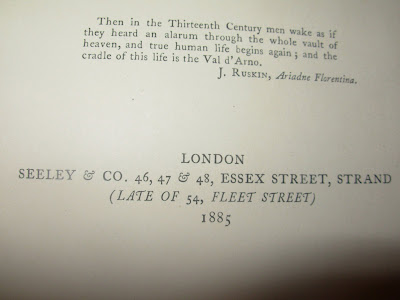 Then in the Thirteenth Century men wake as if
they heard an alarum through the whole vault of
heaven, and true human life begins again; and the
cradle of this life is the Val d'Arno.
J. RUSKIN, Ariadne Florentina.
LONDON
SEELEY & CO. 46, 47 & 48, ESSEX STREET, STRAND
(LATE OF 54, FLEET STREET)
1885